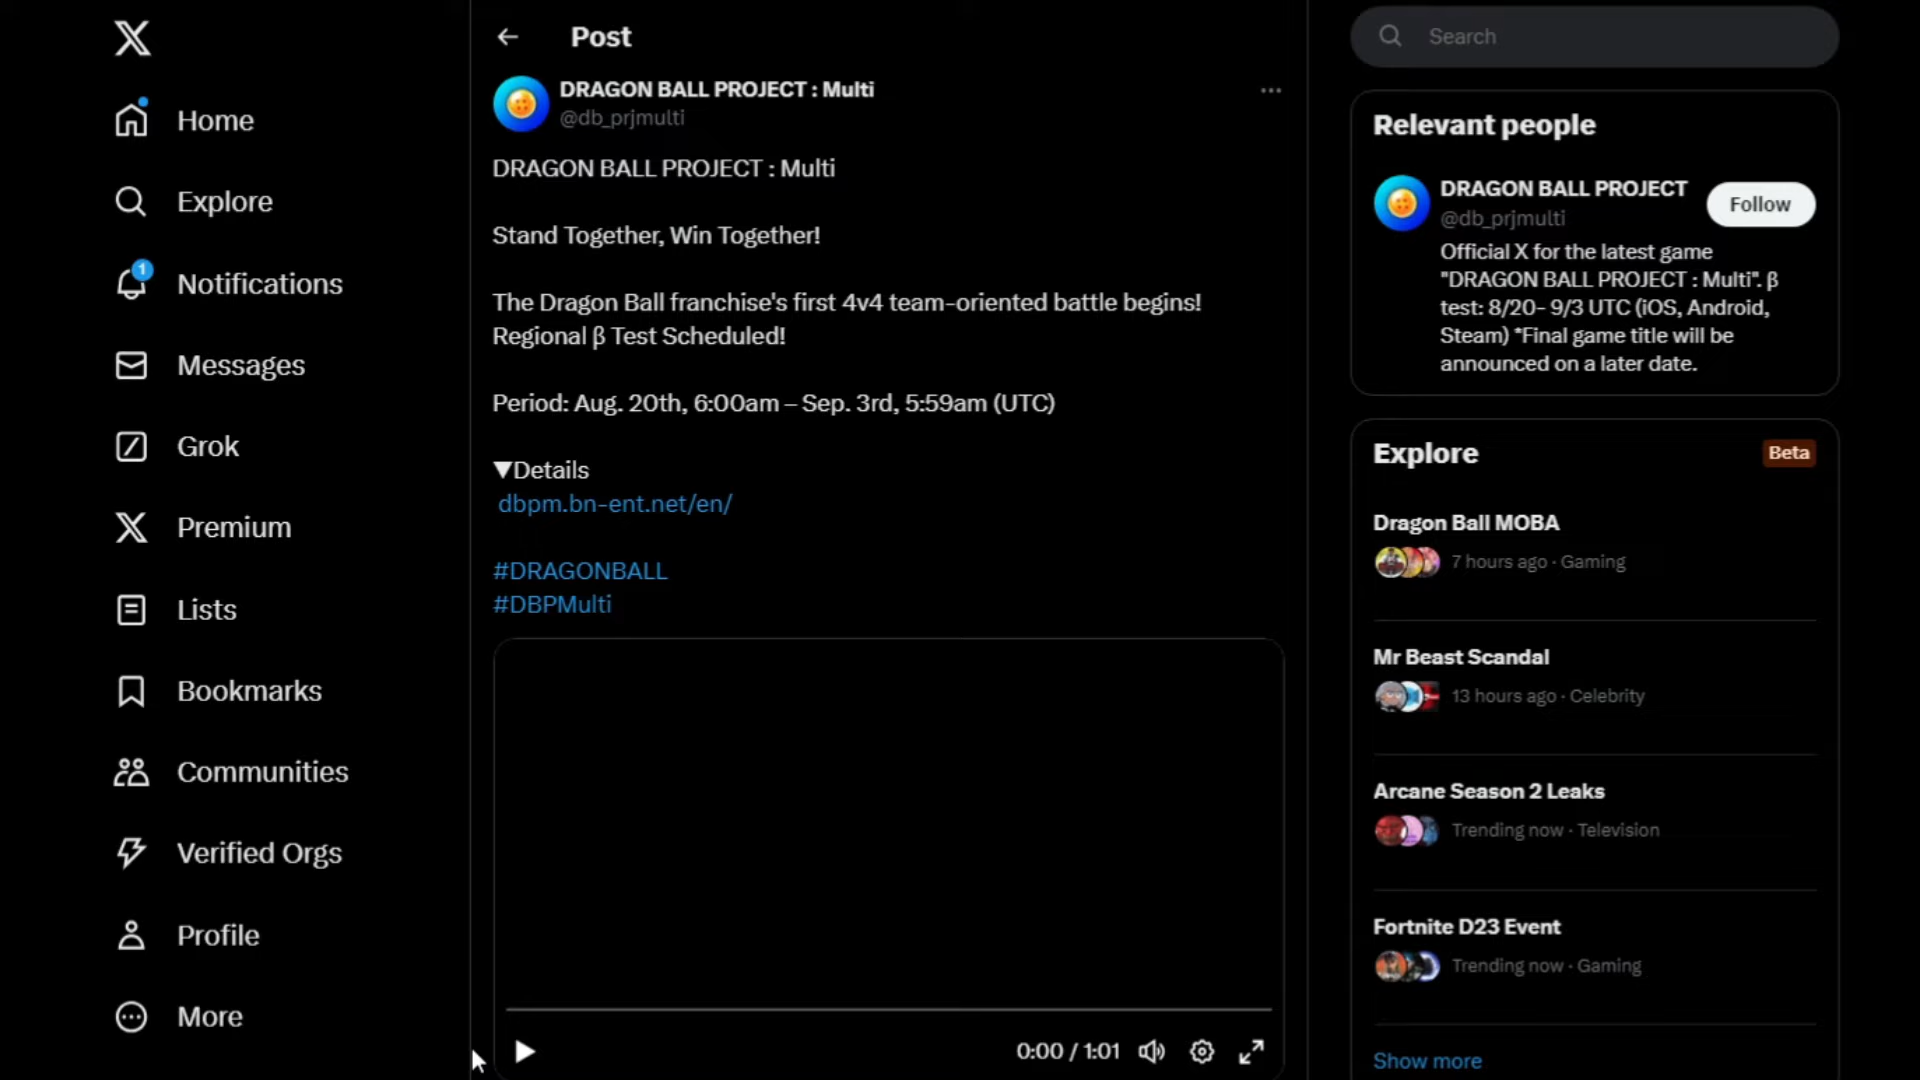 Home
Explore
1
Notifications
Messages
Grok
Premium
Lists
Bookmarks
Communities
Verified Orgs
Profile
More
Post
DRAGON BALL PROJECT : Multi
@db_prjmulti
DRAGON BALL PROJECT : Multi
Stand Together, Win Together!
The Dragon Ball franchise's first 4v4 team-oriented battle begins!
Regional β Test Scheduled!
Period: Aug. 20th, 6:00am – Sep. 3rd, 5:59am (UTC)
▼Details
dbpm.bn-ent.net/en/
#DRAGONBALL
#DBPMulti
0:00 / 1:01
Search
Relevant people
DRAGON BALL PROJECT
@db_prjmulti
Follow
Official X for the latest game
"DRAGON BALL PROJECT : Multi". β
test: 8/20- 9/3 UTC (iOS, Android,
Steam) *Final game title will be
announced on a later date.
Explore
Beta
Dragon Ball MOBA
7 hours ago · Gaming
Mr Beast Scandal
13 hours ago · Celebrity
Arcane Season 2 Leaks
Trending now · Television
Fortnite D23 Event
Trending now · Gaming
Show more